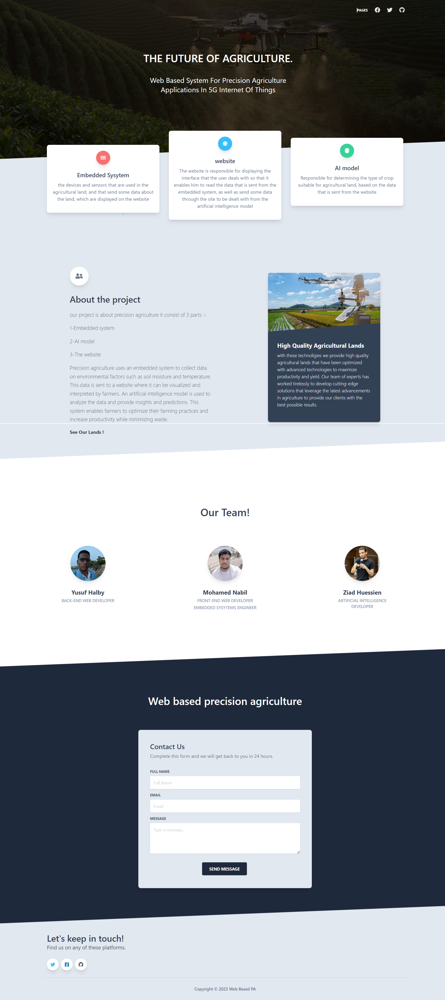 PAGES
THE FUTURE OF AGRICULTURE.
Web Based System For Precision Agriculture
Applications In 5G Internet Of Things
Embedded Sysytem
the devices and sensors that are used in the
agricultural land, and that send some data about
the land, which are displayed on the website
website
The website is responsible for displaying the
interface that the user deals with so that it
enables him to read the data that is sent from the
embedded system, as well as send some data
through the site to be dealt with from the
artificial intelligence model
AI model
Responsible for determining the type of crop
suitable for agricultural land, based on the data
that is sent from the website
About the project
our project is about precision agriculture it consist of 3 parts :-
1-Embedded system
2-AI model
3-The website
Precision agriculture uses an embedded system to collect data
on environmental factors such as soil moisture and temperature.
This data is sent to a website where it can be visualized and
interpreted by farmers. An artificial intelligence model is used to
analyze the data and provide insights and predictions. This
system enables farmers to optimize their farming practices and
increase productivity while minimizing waste.
See Our Lands !
High Quality Agricultural Lands
with these technoligies we provide high quality
agricultural lands that have been optimized
with advanced technologies to maximize
productivity and yield. Our team of experts has
worked tirelessly to develop cutting-edge
solutions that leverage the latest advancements
in agriculture to provide our clients with the
best possible results.
Our Team!
Yusuf Halby
BACK-END WEB DEVELOPER
Mohamed Nabil
FRONT-END WEB DEVELOPER
EMBEDDED SYSYTEMS ENGINEER
Ziad Huessien
ARTIFICIAL INTELLIGENCE
DEVELOPER
Web based precision agriculture
Contact Us
Complete this form and we will get back to you in 24 hours.
FULL NAME
Full Name
EMAIL
Email
MESSAGE
Type a message...
SEND MESSAGE
Let's keep in touch!
Find us on any of these platforms.
Copyright © 2023 Web Based PA